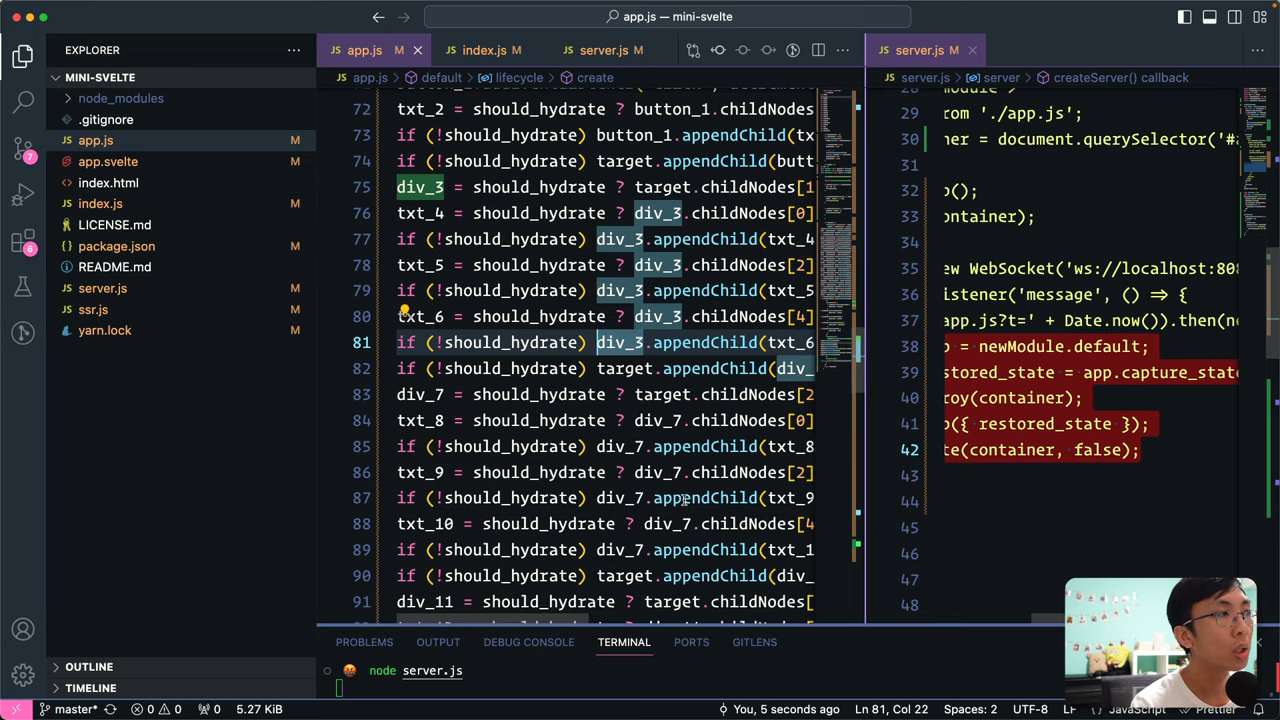 app.js — mini-svelte
EXPLORER
MINI-SVELTE
node_modules
.gitignore
app.js M
app.svelte M
index.html
index.js M
LICENSE.md
package.json M
README.md
server.js M
ssr.js M
yarn.lock M
OUTLINE
TIMELINE
7
6
JS app.js M
JS index.js M
JS server.js M
JS app.js > default > lifecycle > create
72 txt_2 = should_hydrate ? button_1.childNodes
73 if (!should_hydrate) button_1.appendChild(tx
74 if (!should_hydrate) target.appendChild(butt
75 div_3 = should_hydrate ? target.childNodes[1
76 txt_4 = should_hydrate ? div_3.childNodes[0]
77 if (!should_hydrate) div_3.appendChild(txt_4
78 txt_5 = should_hydrate ? div_3.childNodes[2]
79 if (!should_hydrate) div_3.appendChild(txt_5
80 txt_6 = should_hydrate ? div_3.childNodes[4]
81 if (!should_hydrate) div_3.appendChild(txt_6
82 if (!should_hydrate) target.appendChild(div_
83 div_7 = should_hydrate ? target.childNodes[2
84 txt_8 = should_hydrate ? div_7.childNodes[0]
85 if (!should_hydrate) div_7.appendChild(txt_8
86 txt_9 = should_hydrate ? div_7.childNodes[2]
87 if (!should_hydrate) div_7.appendChild(txt_9
88 txt_10 = should_hydrate ? div_7.childNodes[4
89 if (!should_hydrate) div_7.appendChild(txt_1
90 if (!should_hydrate) target.appendChild(div_
91 div_11 = should_hydrate ? target.childNodes[
JS server.js M
JS server.js > server > createServer() callback
28 module">
29 rom './app.js';
30 ner = document.querySelector('#
31
32 p();
33 ontainer);
34
35 ew WebSocket('ws://localhost:808
36 istener('message', () => {
37 app.js?t=' + Date.now()).then(n
38 p = newModule.default;
39 stored_state = app.capture_stat
40 roy(container);
41 p({ restored_state });
42 te(container, false);
43
44
45
46
47
48
PROBLEMS OUTPUT DEBUG CONSOLE TERMINAL PORTS GITLENS
node server.js
master* 0 0 0 5.27 KiB You, 5 seconds ago Ln 81, Col 22 Spaces: 2 UTF-8 LF JavaScript Prettier